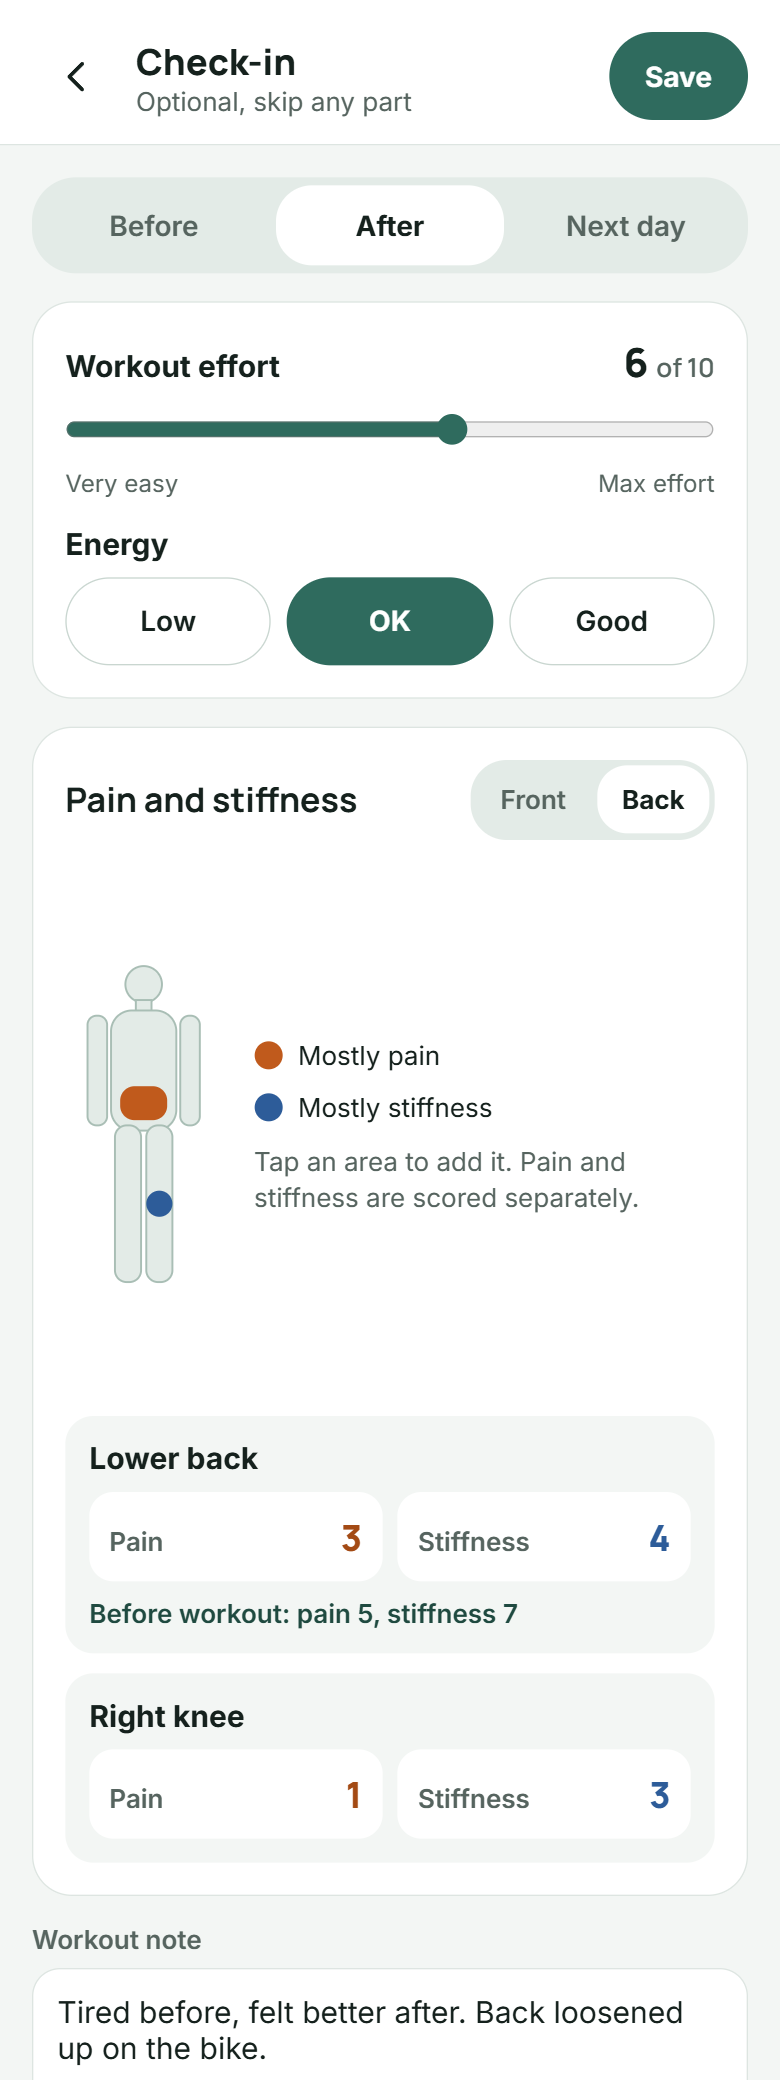 Check-in
Optional, skip any part
Save
Before
After
Next day
Workout effort
6 of 10
Very easy
Max effort
Energy
Low
OK
Good
Pain and stiffness
Front
Back
Mostly pain
Mostly stiffness
Tap an area to add it. Pain and
stiffness are scored separately.
Lower back
Pain 3
Stiffness 4
Before workout: pain 5, stiffness 7
Right knee
Pain 1
Stiffness 3
Workout note
Tired before, felt better after. Back loosened
up on the bike.